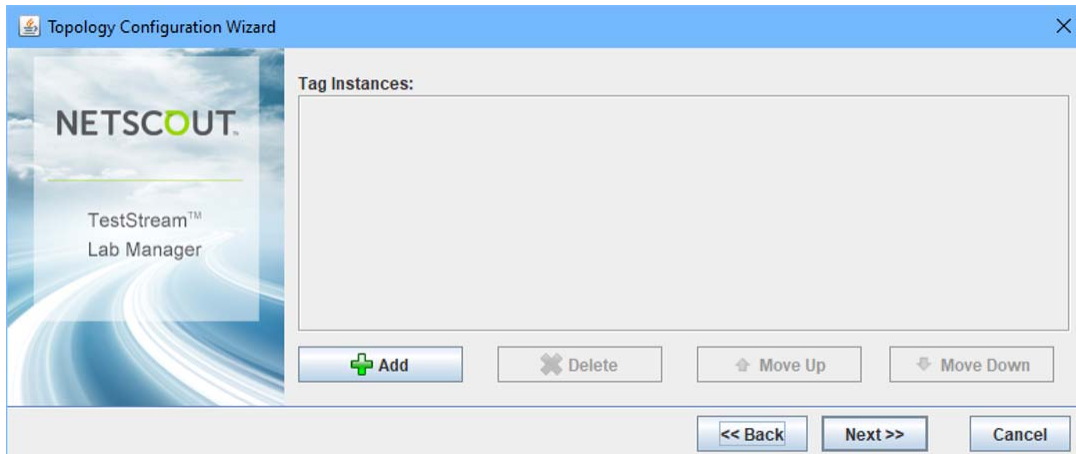 Topology Configuration Wizard
NETSCOUT.
TestStream™
Lab Manager
Tag Instances:
Add
Delete
Move Up
Move Down
<< Back
Next >>
Cancel